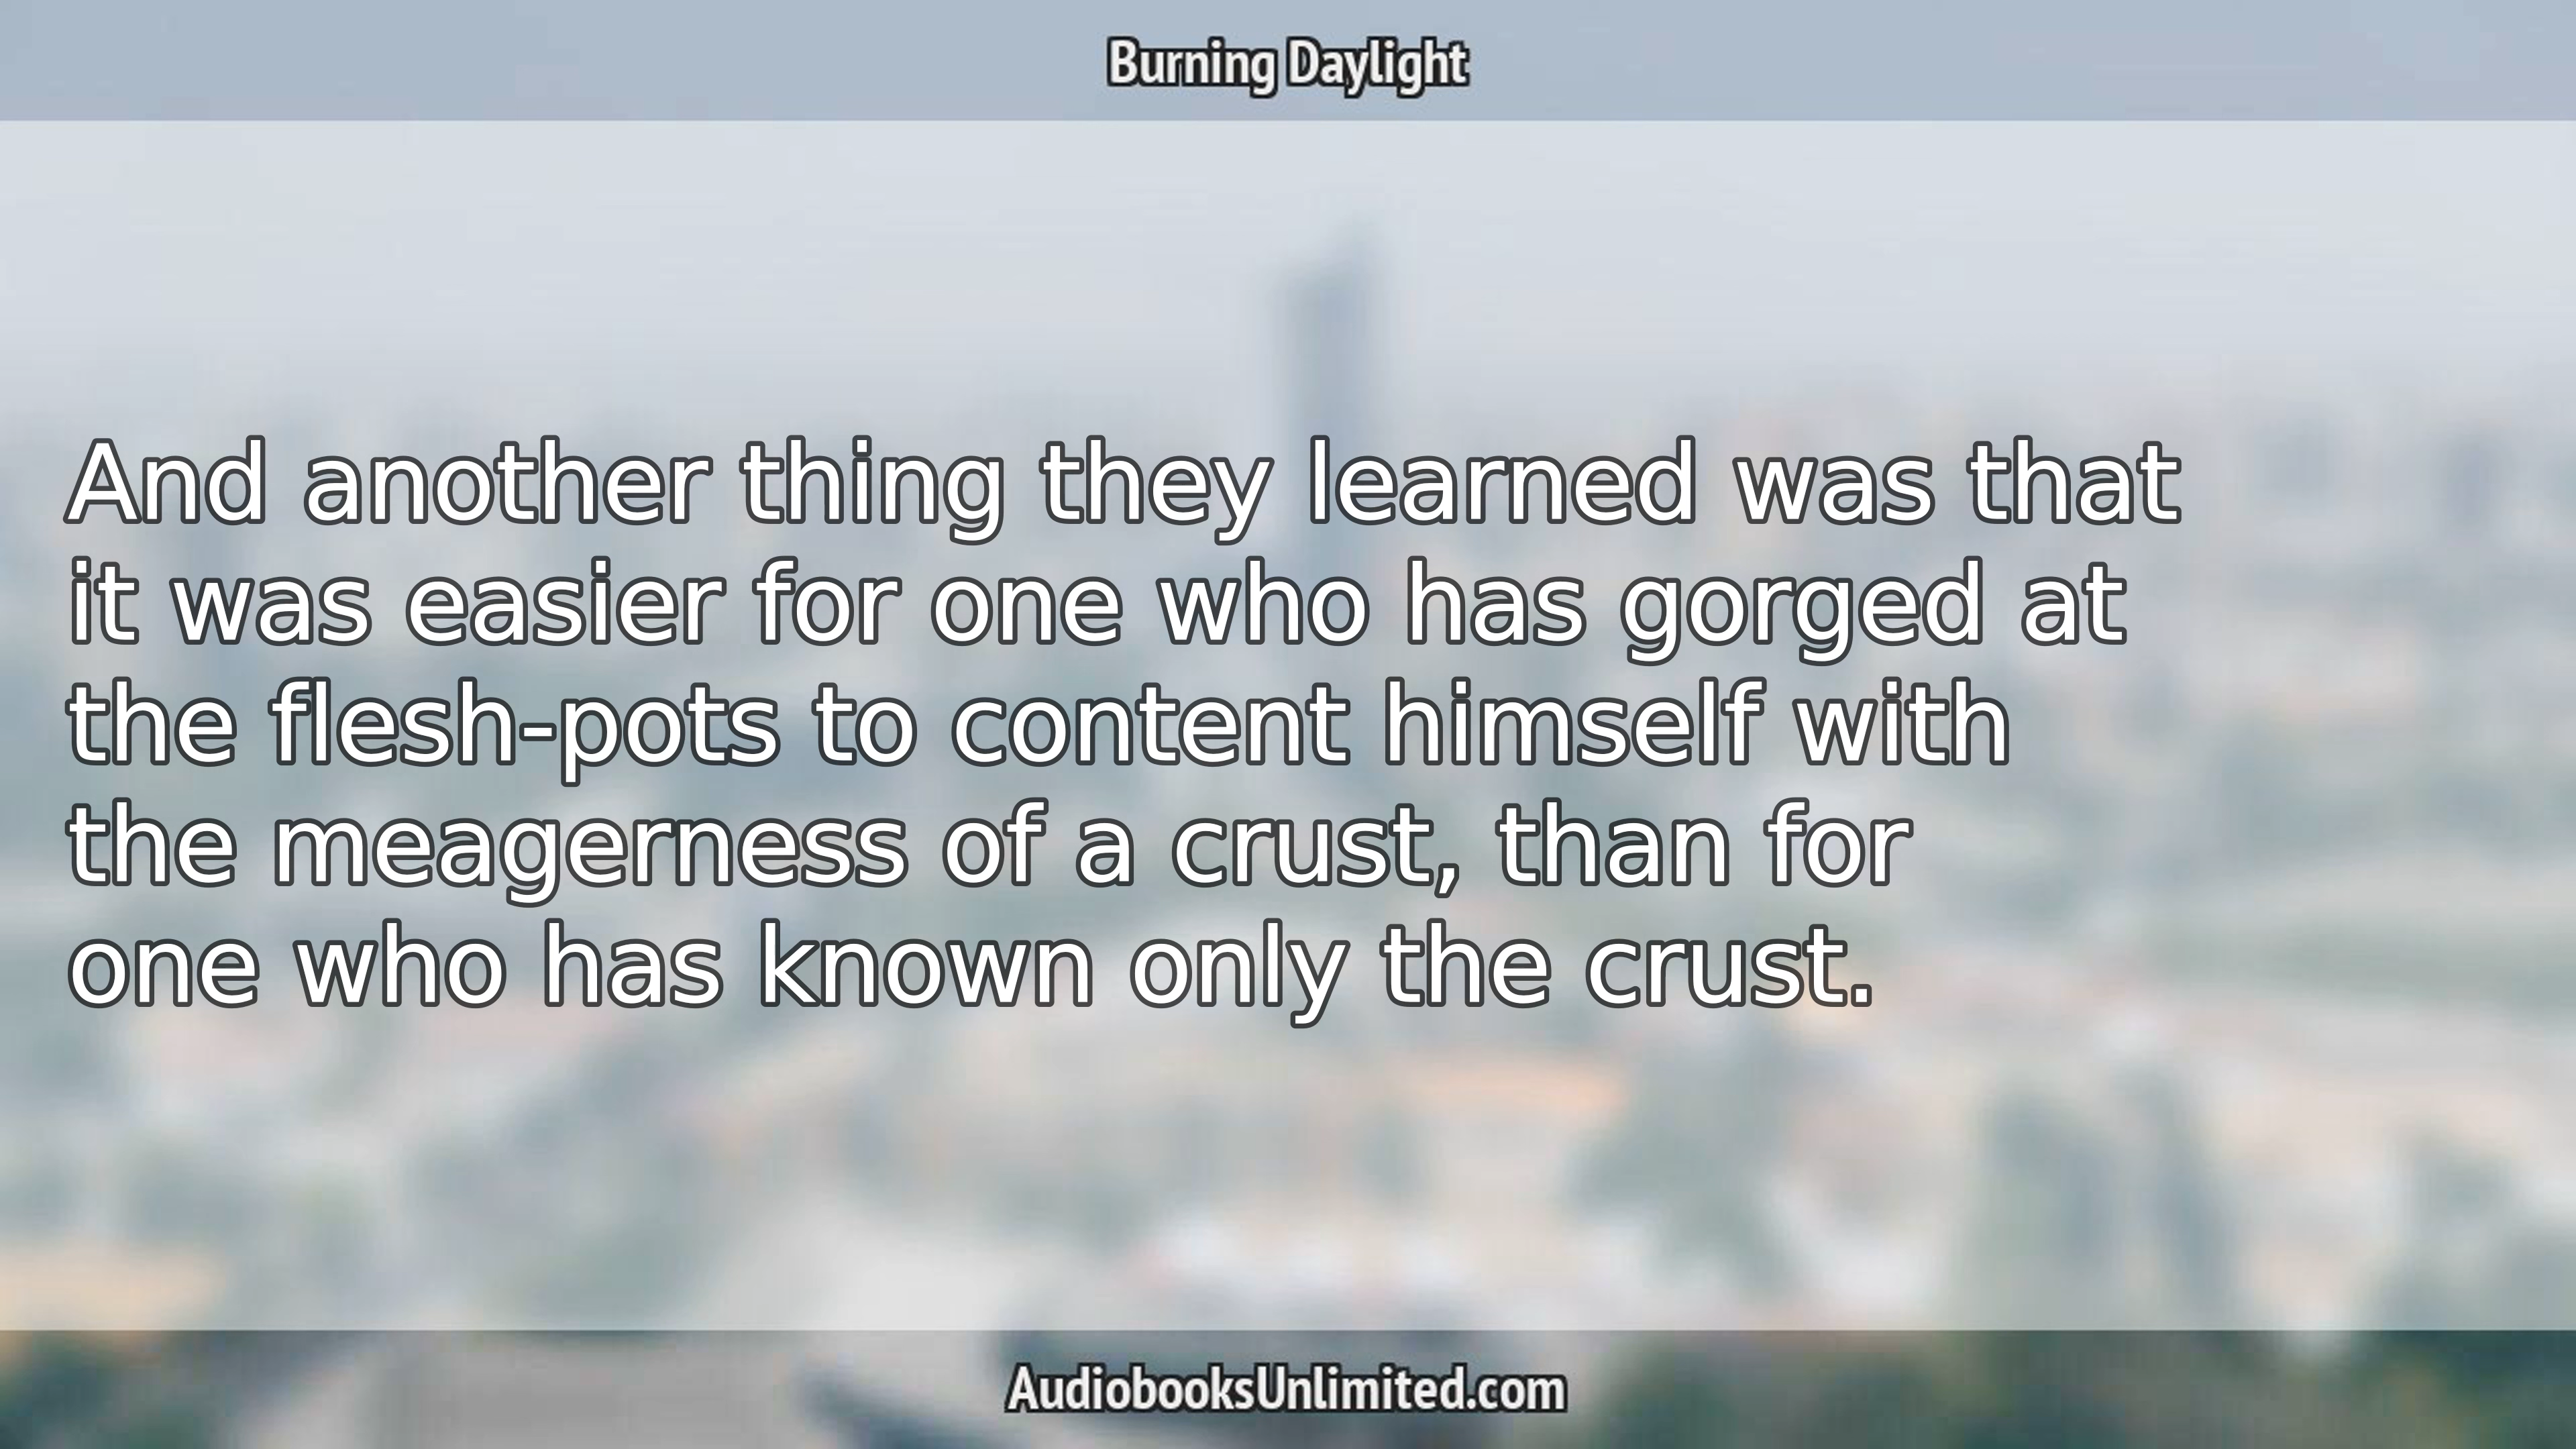 Burning Daylight
And another thing they learned was that
it was easier for one who has gorged at
the flesh-pots to content himself with
the meagerness of a crust, than for
one who has known only the crust.
AudiobooksUnlimited.com